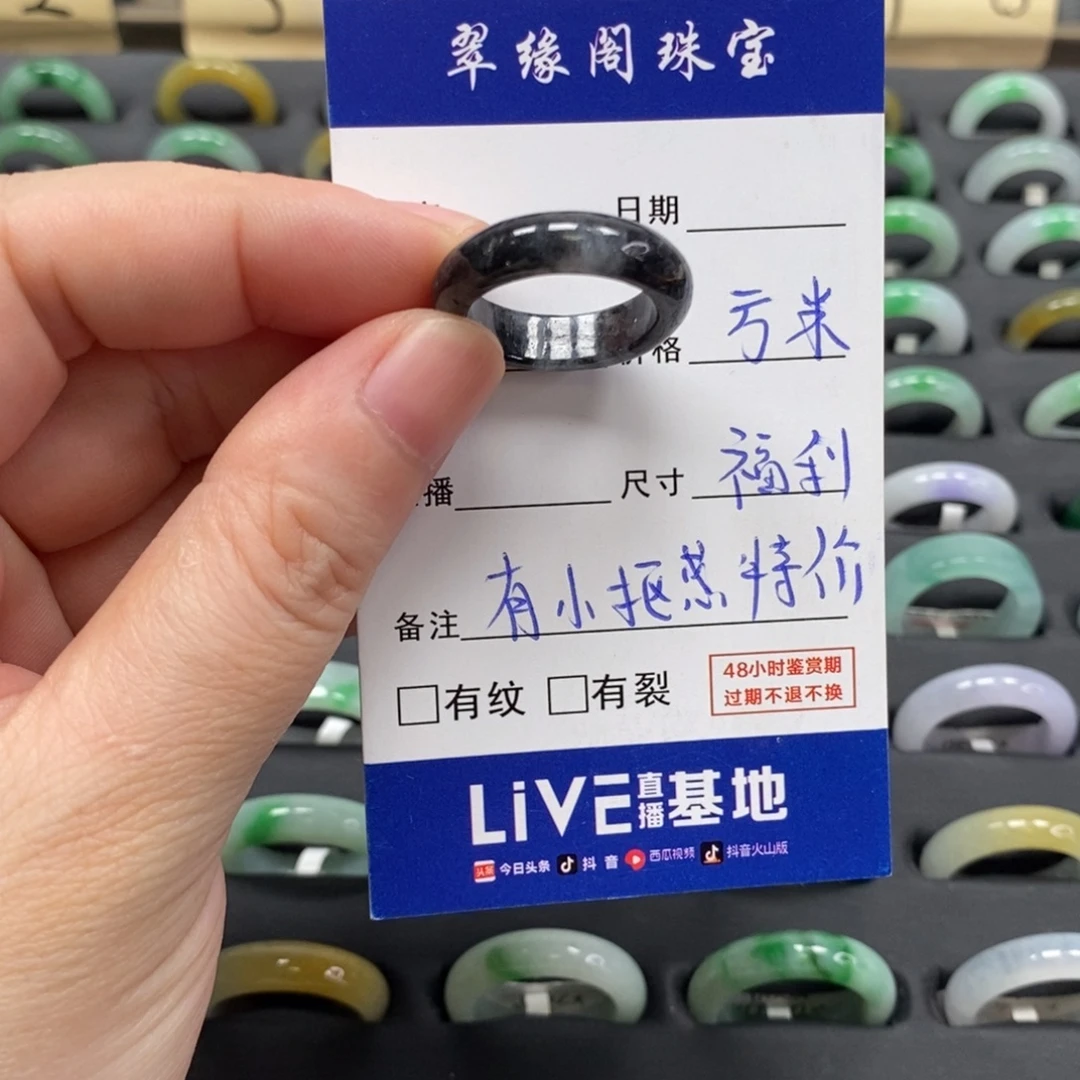 翠缘阁珠宝
日期
价格 亏米
播 尺寸 福利
备注 有小抠漴特价
有纹 有裂
48小时鉴赏期
过期不退不换
LiVE直播基地
今日头条 抖音 西瓜视频 抖音火山版